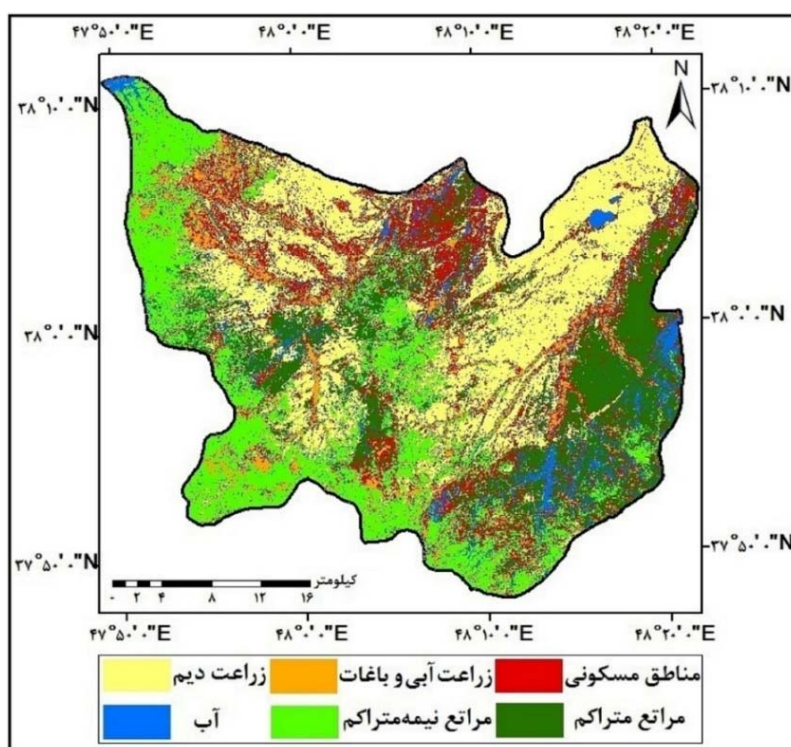 ۴۷°۵۰'۰"E ۴۸°۰'۰"E ۴۸°۱۰'۰"E ۴۸°۲۰'۰"E
N
۳۸°۱۰'۰"N ۳۸°۱۰'۰"N
۳۸°۰'۰"N ۳۸°۰'۰"N
۳۷°۵۰'۰"N ۳۷°۵۰'۰"N
کیلومتر
۰ ۲ ۴ ۸ ۱۲ ۱۶
۴۷°۵۰'۰"E ۴۸°۰'۰"E ۴۸°۱۰'۰"E ۴۸°۲۰'۰"E
مناطق مسکونی زراعت آبی و باغات زراعت دیم
مراتع متراکم مراتع نیمه‌متراکم آب